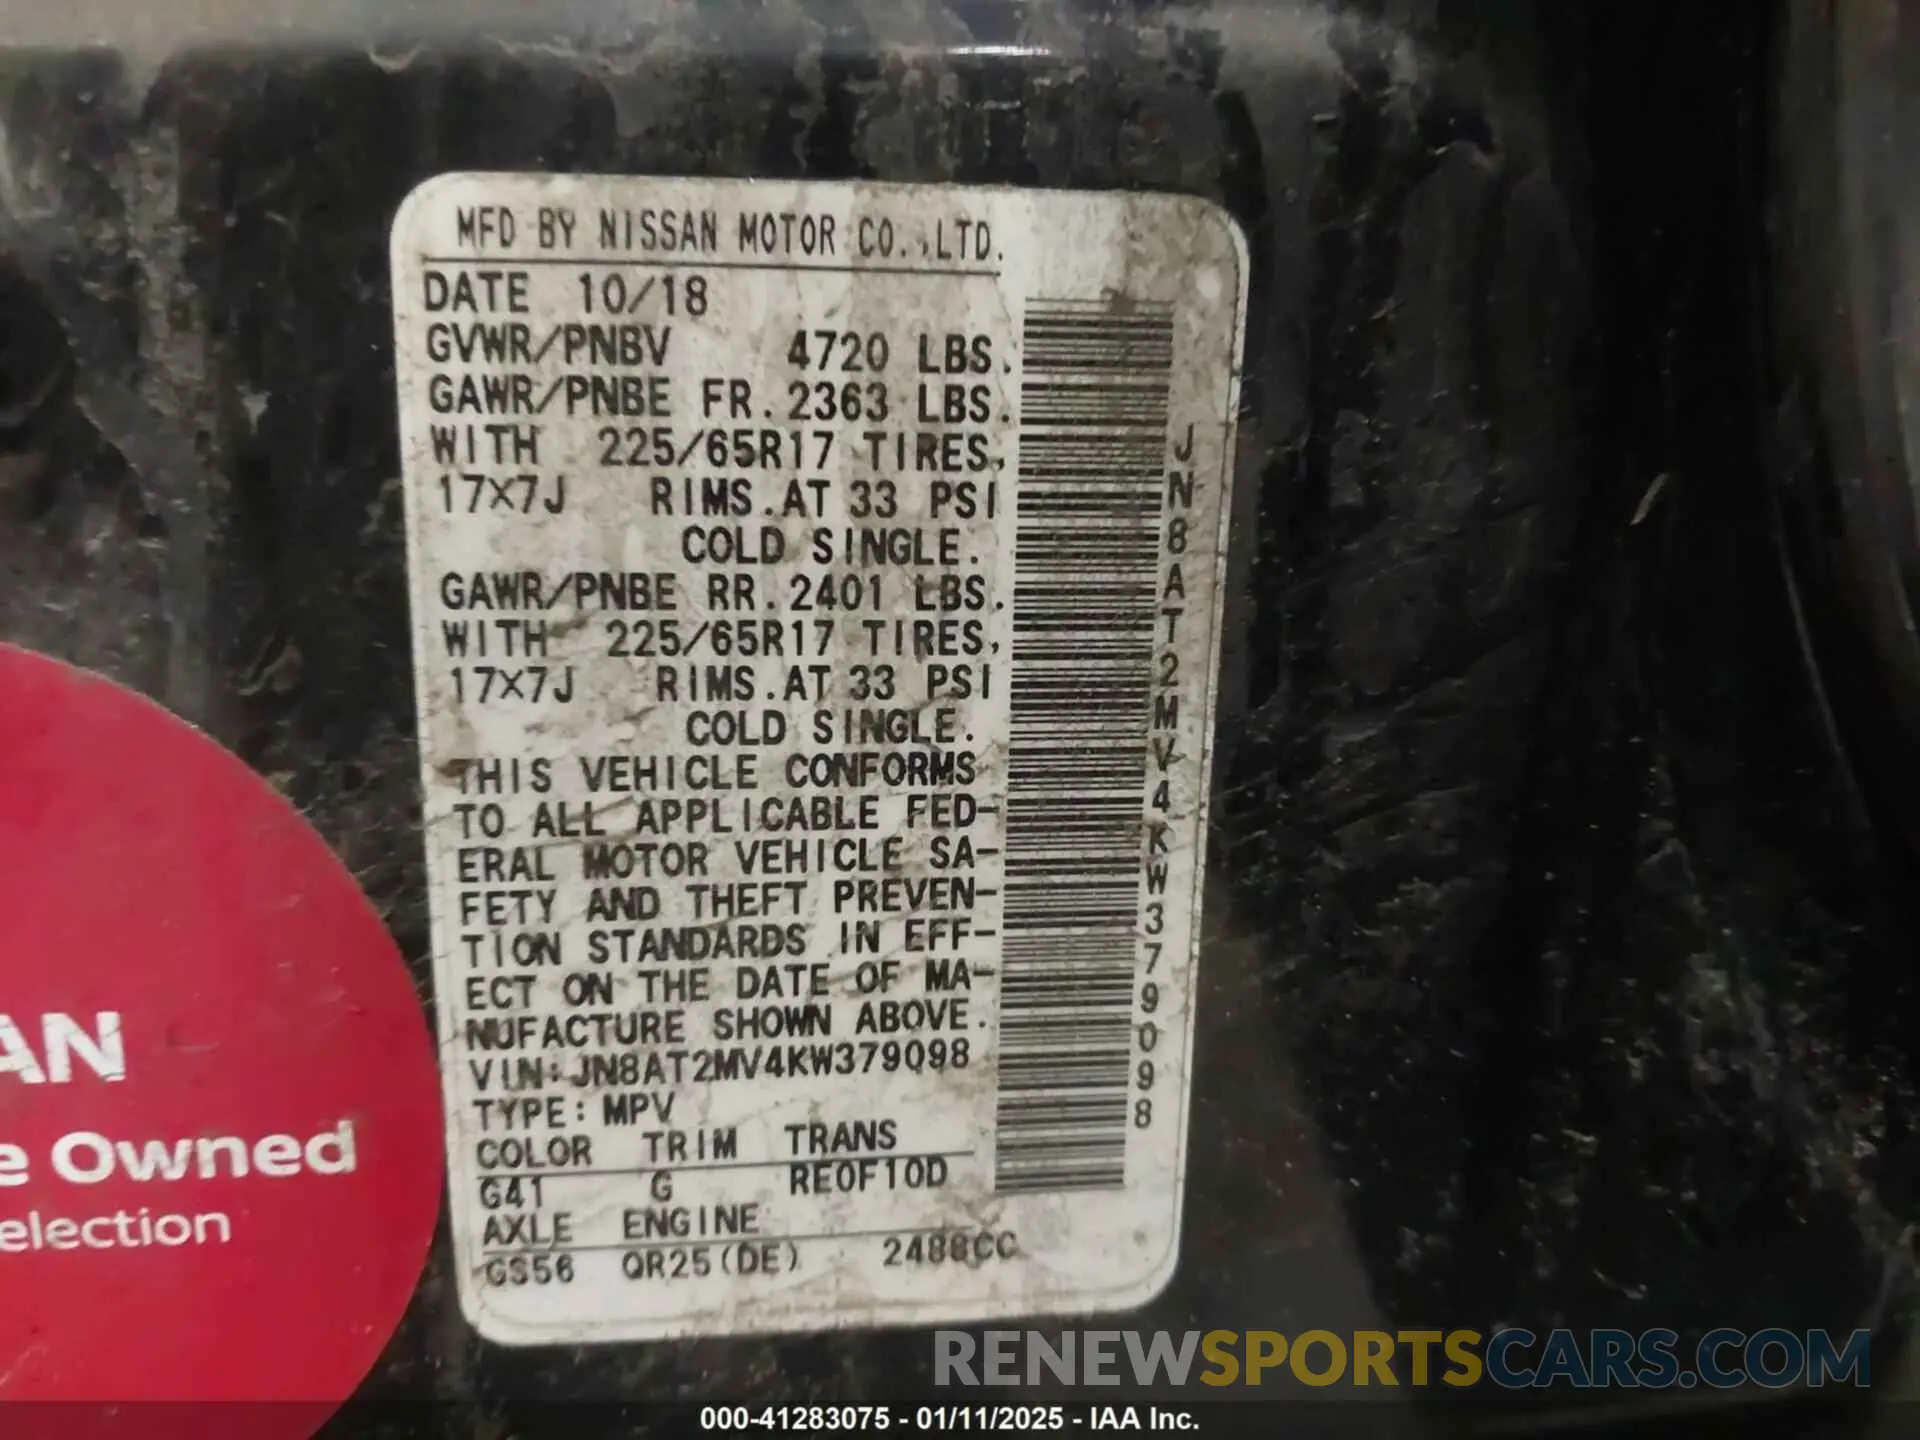 MFD BY NISSAN MOTOR CO.,LTD.
DATE 10/18
GVWR/PNBV 4720 LBS.
GAWR/PNBE FR. 2363 LBS.
WITH 225/65R17 TIRES,
17X7J RIMS.AT 33 PSI
COLD SINGLE.
GAWR/PNBE RR. 2401 LBS.
WITH 225/65R17 TIRES,
17X7J RIMS.AT 33 PSI
COLD SINGLE.
THIS VEHICLE CONFORMS
TO ALL APPLICABLE FED-
ERAL MOTOR VEHICLE SA-
FETY AND THEFT PREVEN-
TION STANDARDS IN EFF-
ECT ON THE DATE OF MA-
NUFACTURE SHOWN ABOVE.
VIN:JN8AT2MV4KW379098
TYPE:MPV
COLOR TRIM TRANS
G41 G RE0F10D
AXLE ENGINE
GS56 QR25(DE) 2488CC
JN8AT2MV4KW379098
AN
e Owned
election
RENEWSPORTSCARS.COM
000-41283075 - 01/11/2025 - IAA Inc.